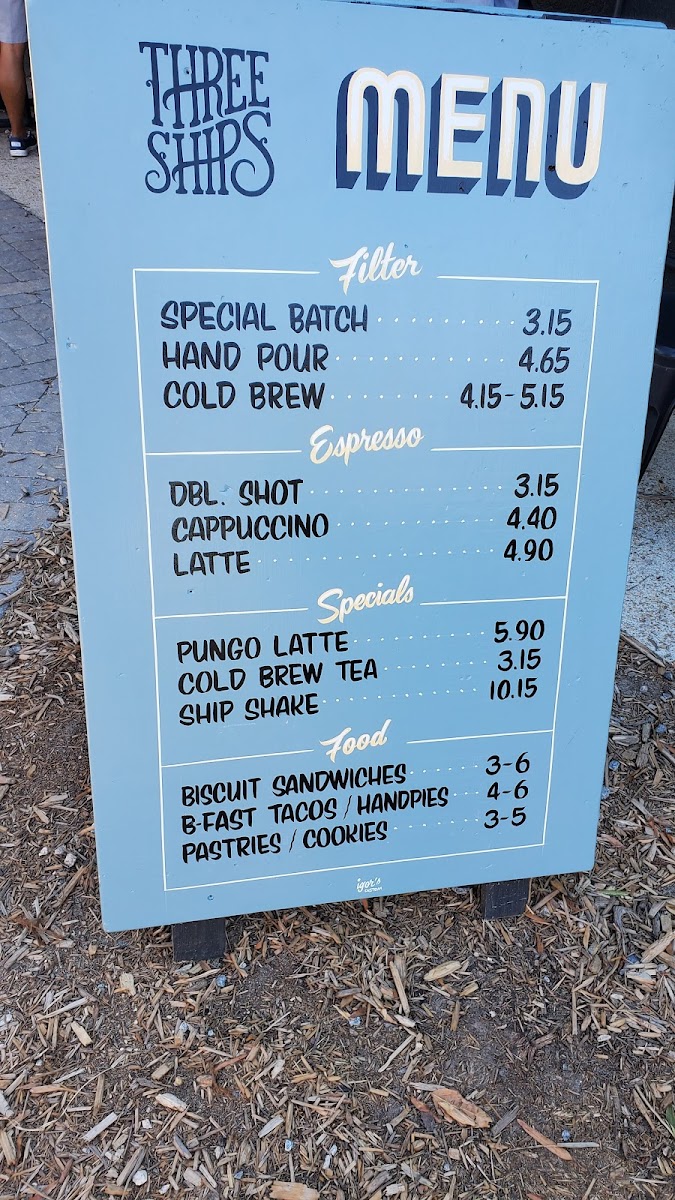 THREE SHIPS
MENU
Filter
SPECIAL BATCH 3.15
HAND POUR 4.65
COLD BREW 4.15-5.15
Espresso
DBL. SHOT 3.15
CAPPUCCINO 4.40
LATTE 4.90
Specials
PUNGO LATTE 5.90
COLD BREW TEA 3.15
SHIP SHAKE 10.15
Food
BISCUIT SANDWICHES 3-6
B-FAST TACOS / HANDPIES 4-6
PASTRIES / COOKIES 3-5
igor's